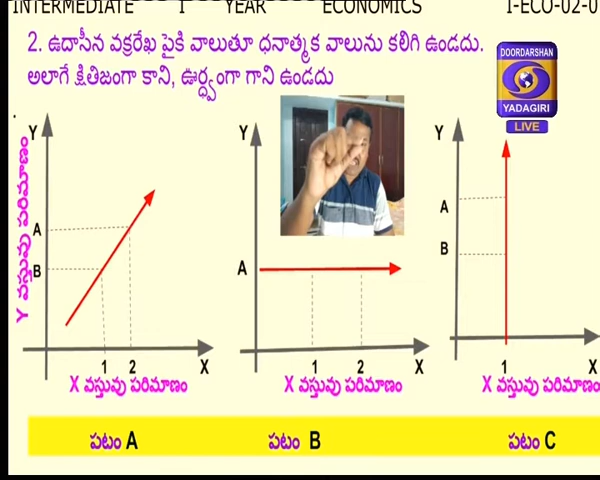 INTERMEDIATE I YEAR ECONOMICS I-ECO-02-0
2. ఉదాసీన వక్రరేఖ పైకి వాలుతూ ధనాత్మక వాలును కలిగి ఉండదు.
అలాగే క్షితిజంగా కాని, ఊర్ధ్వంగా గాని ఉండదు
DOORDARSHAN
YADAGIRI
LIVE
Y
Y వస్తువు పరిమాణం
A
B
1 2 X
X వస్తువు పరిమాణం
Y
A
1 2 X
X వస్తువు పరిమాణం
Y
A
B
1 X
X వస్తువు పరిమాణం
పటం A పటం B పటం C